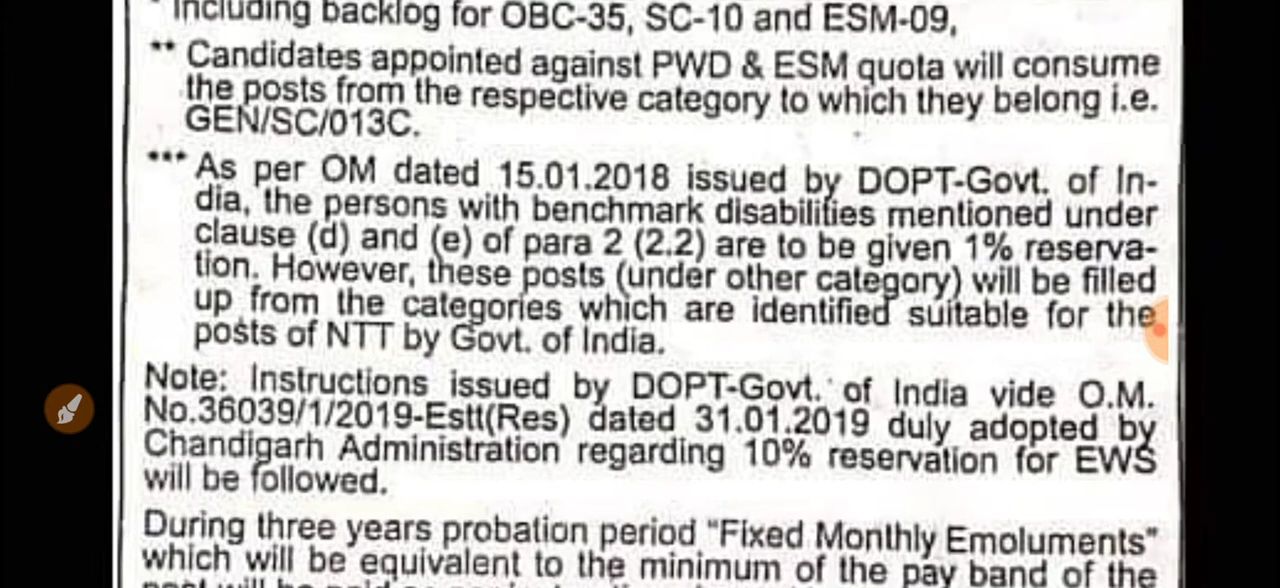 * Including backlog for OBC-35, SC-10 and ESM-09,
** Candidates appointed against PWD & ESM quota will consume
the posts from the respective category to which they belong i.e.
GEN/SC/013C.
*** As per OM dated 15.01.2018 issued by DOPT-Govt. of In-
dia, the persons with benchmark disabilities mentioned under
clause (d) and (e) of para 2 (2.2) are to be given 1% reserva-
tion. However, these posts (under other category) will be filled
up from the categories which are identified suitable for the
posts of NTT by Govt. of India.
Note: Instructions issued by DOPT-Govt. of India vide O.M.
No.36039/1/2019-Estt(Res) dated 31.01.2019 duly adopted by
Chandigarh Administration regarding 10% reservation for EWS
will be followed.
During three years probation period "Fixed Monthly Emoluments"
which will be equivalent to the minimum of the pay band of the